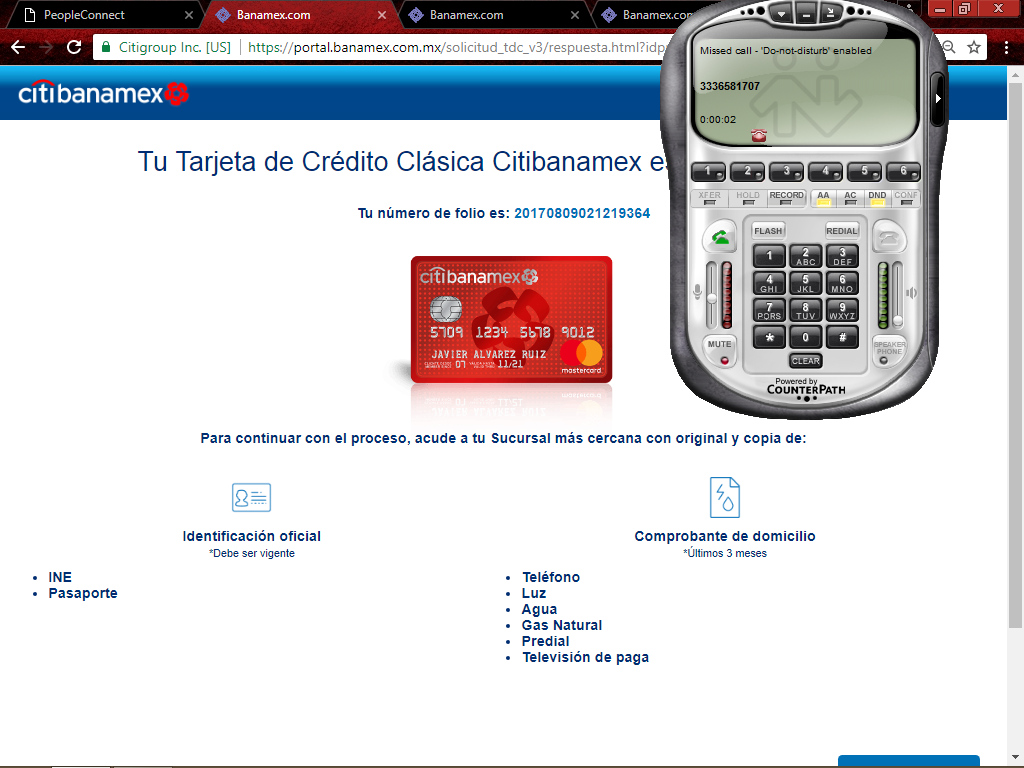 PeopleConnect
Banamex.com
Banamex.com
Banamex.com
Citigroup Inc. [US]
https://portal.banamex.com.mx/solicitud_tdc_v3/respuesta.html?idp
citibanamex
Tu Tarjeta de Crédito Clásica Citibanamex
Tu número de folio es: 20170809021219364
citibanamex
5709 1234 5678 9012
JAVIER ALVAREZ RUIZ
07 11/21
mastercard
Para continuar con el proceso, acude a tu Sucursal más cercana con original y copia de:
Identificación oficial
*Debe ser vigente
INE
Pasaporte
Comprobante de domicilio
*Últimos 3 meses
Teléfono
Luz
Agua
Gas Natural
Predial
Televisión de paga
Missed call - 'Do-not-disturb' enabled
3336581707
0:00:02
1 2 3 4 5 6
XFER HOLD RECORD AA AC DND CONF
FLASH REDIAL
1 2 ABC 3 DEF
4 GHI 5 JKL 6 MNO
7 PQRS 8 TUV 9 WXYZ
* 0 #
MUTE
SPEAKER PHONE
CLEAR
Powered by
COUNTERPATH